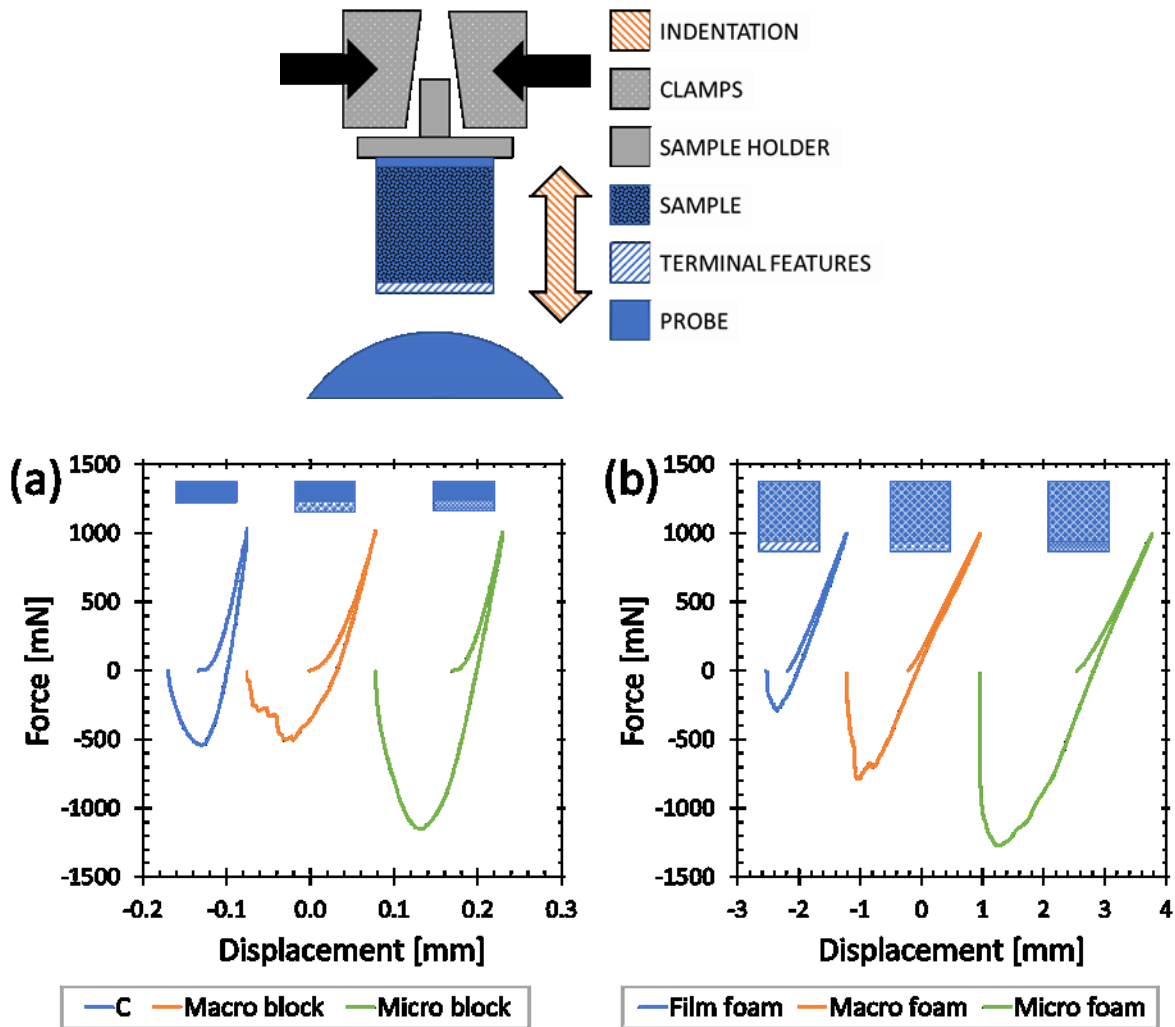 INDENTATION
CLAMPS
SAMPLE HOLDER
SAMPLE
TERMINAL FEATURES
PROBE
(a)
1500
1000
500
0
-500
-1000
-1500
Force [mN]
-0.2 -0.1 0.0 0.1 0.2 0.3
Displacement [mm]
C Macro block Micro block
(b)
1500
1000
500
0
-500
-1000
-1500
Force [mN]
-3 -2 -1 0 1 2 3 4
Displacement [mm]
Film foam Macro foam Micro foam